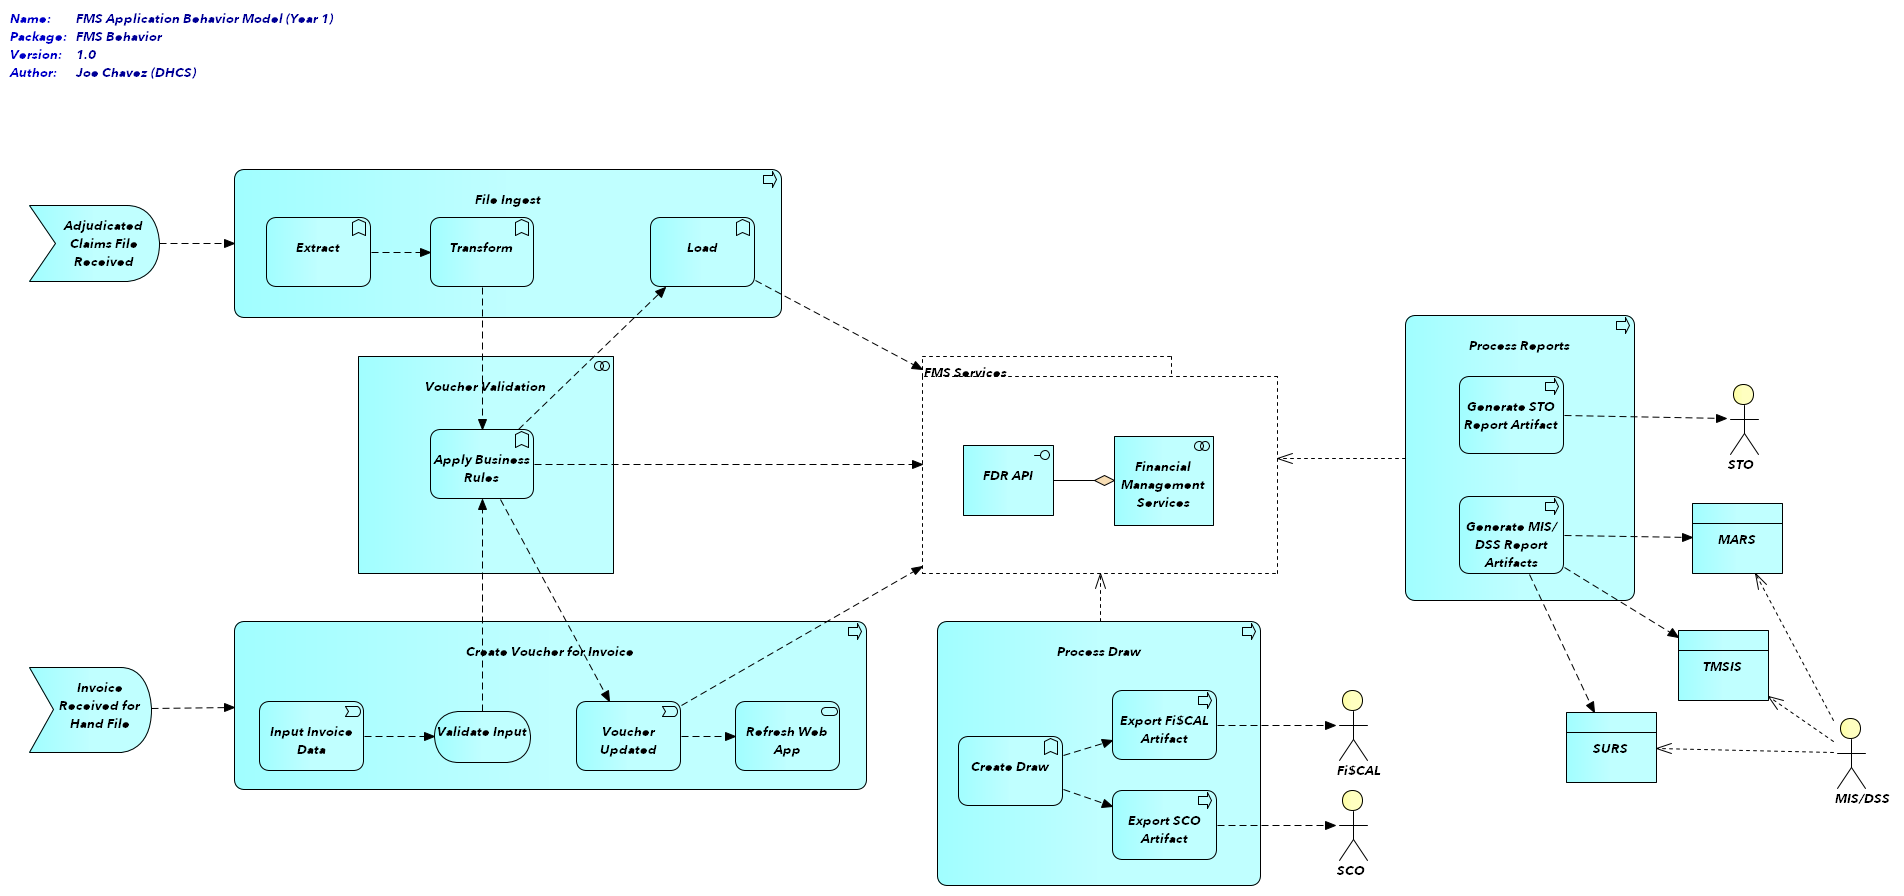 Name: FMS Application Behavior Model (Year 1)
Package: FMS Behavior
Version: 1.0
Author: Joe Chavez (DHCS)
File Ingest
Adjudicated
Claims File
Received
Extract
Transform
Load
Voucher Validation
Apply Business
Rules
FMS Services
FDR API
Financial
Management
Services
Process Reports
Generate STO
Report Artifact
STO
Generate MIS/
DSS Report
Artifacts
MARS
TMSIS
SURS
MIS/DSS
Create Voucher for Invoice
Invoice
Received for
Hand File
Input Invoice
Data
Validate Input
Voucher
Updated
Refresh Web
App
Process Draw
Create Draw
Export Fi$CAL
Artifact
Fi$CAL
Export SCO
Artifact
SCO